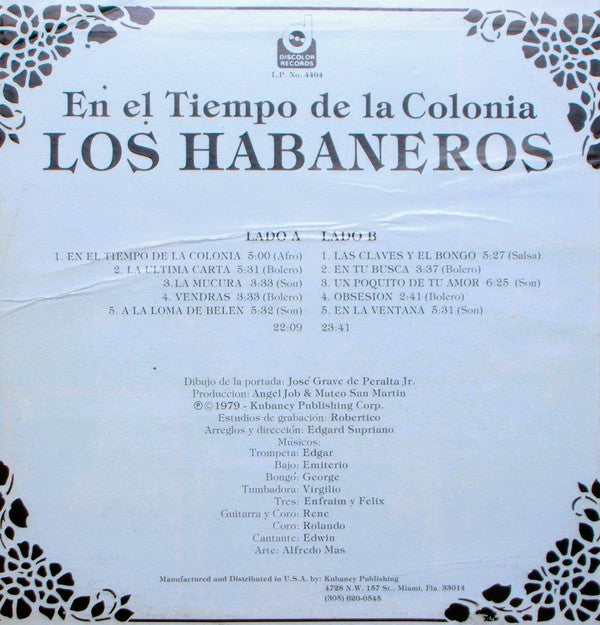 d
DISCOLOR
RECORDS
L.P. No. 4404
En el Tiempo de la Colonia
LOS HABANEROS
LADO A
1. EN EL TIEMPO DE LA COLONIA 5:00 (Afro)
2. LA ULTIMA CARTA 5:31 (Bolero)
3. LA MUCURA 3:33 (Son)
4. VENDRAS 3:33 (Bolero)
5. A LA LOMA DE BELEN 5:32 (Son)
22:09
LADO B
1. LAS CLAVES Y EL BONGO 5:27 (Salsa)
2. EN TU BUSCA 3:37 (Bolero)
3. UN POQUITO DE TU AMOR 6:25 (Son)
4. OBSESION 2:41 (Bolero)
5. EN LA VENTANA 5:31 (Son)
23:41
Dibujo de la portada: José Grave de Peralta Jr.
Produccion: Angel Job & Mateo San Martin
℗©1979 - Kubaney Publishing Corp.
Estudios de grabación: Robertico
Arreglos y dirección: Edgard Supriano
Músicos:
Trompeta: Edgar
Bajo: Emiterio
Bongó: George
Tumbadora: Virgilio
Tres: Enfraim y Felix
Guitarra y Coro: Rene
Coro: Rolando
Cantante: Edwin
Arte: Alfredo Mas
Manufactured and Distributed in U.S.A. by: Kubaney Publishing
4728 N.W. 157 St., Miami, Fla. 33014
(305) 620-0545